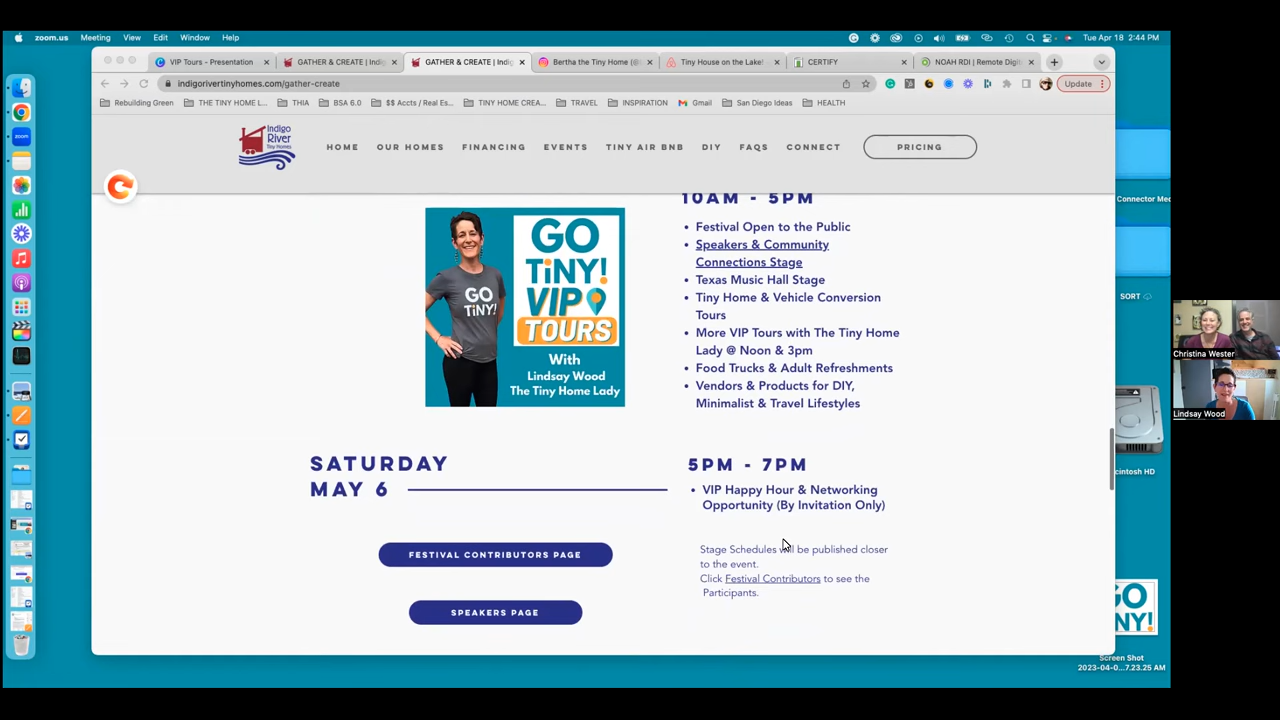 zoom.us Meeting View Edit Window Help Tue Apr 18 2:44 PM
VIP Tours - Presentation GATHER & CREATE | Indig GATHER & CREATE | Indig Bertha the Tiny Home (@ Tiny House on the Lake! CERTIFY NOAH RDI | Remote Digit
indigorivertinyhomes.com/gather-create Update
Rebuilding Green THE TINY HOME L... THIA BSA 6.0 $$ Accts / Real Es... TINY HOME CREA... TRAVEL INSPIRATION Gmail San Diego Ideas HEALTH
Indigo
River
Tiny Homes
HOME OUR HOMES FINANCING EVENTS TINY AIR BNB DIY FAQS CONNECT PRICING
10AM - 5PM
Festival Open to the Public
Speakers & Community
Connections Stage
Texas Music Hall Stage
Tiny Home & Vehicle Conversion
Tours
More VIP Tours with The Tiny Home
Lady @ Noon & 3pm
Food Trucks & Adult Refreshments
Vendors & Products for DIY,
Minimalist & Travel Lifestyles
GO
TiNY!
GO
TiNY!
VIP
TOURS
With
Lindsay Wood
The Tiny Home Lady
SATURDAY
MAY 6
5PM - 7PM
VIP Happy Hour & Networking
Opportunity (By Invitation Only)
Stage Schedules will be published closer
to the event.
Click Festival Contributors to see the
Participants.
FESTIVAL CONTRIBUTORS PAGE
SPEAKERS PAGE
Connector Med
SORT
Christina Wester
Lindsay Wood
cintosh HD
GO
NY!
Screen Shot
2023-04-0...7.23.25 AM